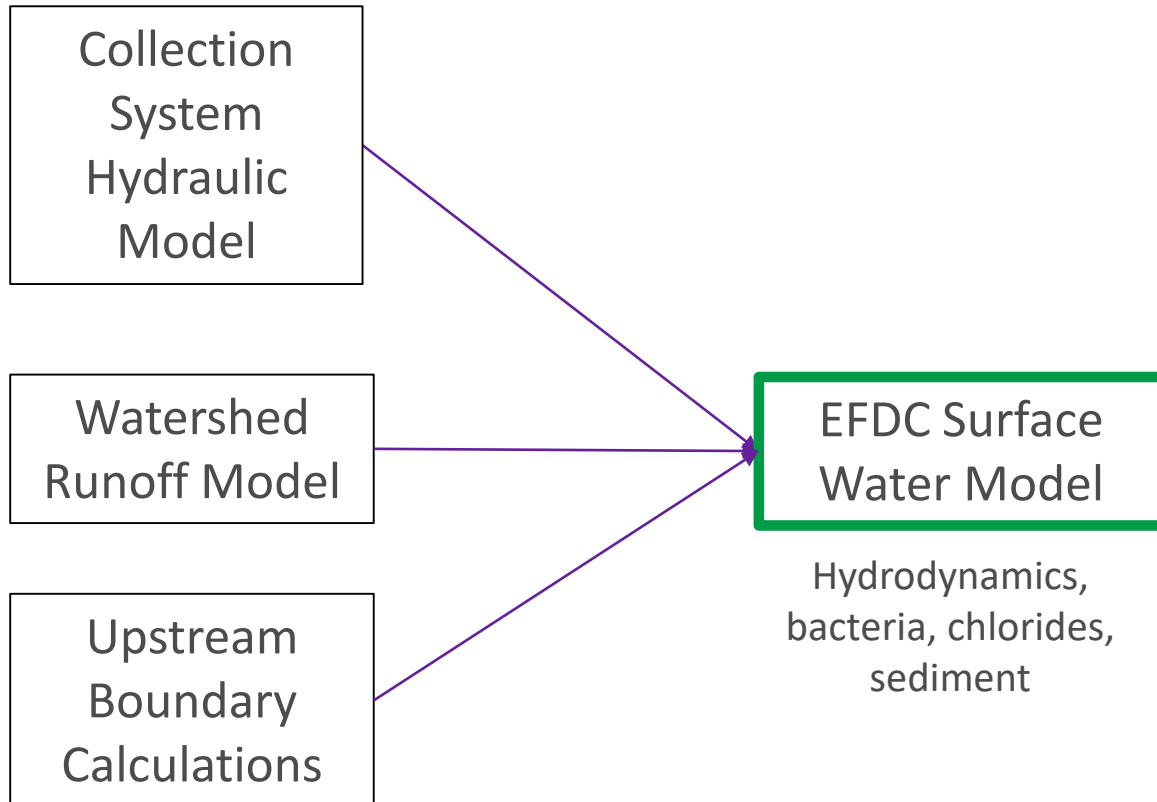 Collection
System
Hydraulic
Model
Watershed
Runoff Model
Upstream
Boundary
Calculations
EFDC Surface
Water Model
Hydrodynamics,
bacteria, chlorides,
sediment